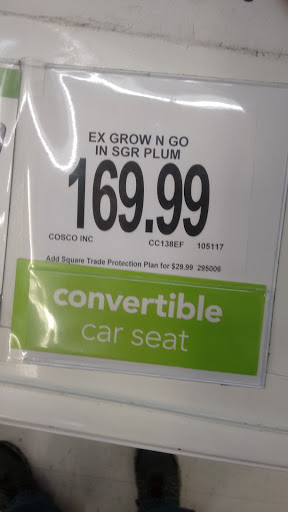 EX GROW N GO
IN SGR PLUM
169.99
COSCO INC CC138EF 105117
Add Square Trade Protection Plan for $29.99 295006
convertible
car seat